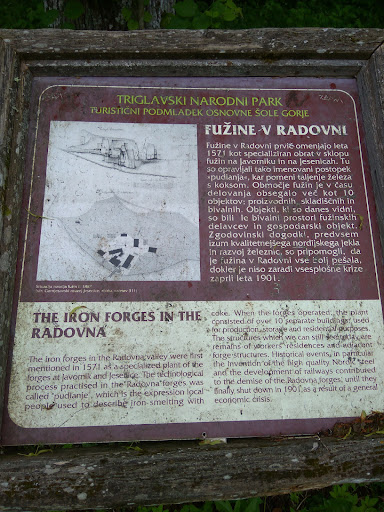 TRIGLAVSKI NARODNI PARK
TURISTIČNI PODMLADEK OSNOVNE ŠOLE GORJE
FUŽINE V RADOVNI
Fužine v Radovni prvič omenjajo leta
1571 kot specializiran obrat v sklopu
fužin na Javorniku in na Jesenicah. Tu
so opravljali tako imenovani postopek
»pudlanja«, kar pomeni taljenje železa
s koksom. Območje fužin je v času
delovanja obsegalo več kot 10
objektov: proizvodnih, skladiščnih in
bivalnih. Objekti, ki so danes vidni,
so bili le bivalni prostori fužinskih
delavcev in gospodarski objekt.
Zgodovinski dogodki, predvsem
izum kvalitetnejšega nordijskega jekla
in razvoj železnic, so pripomogli, da
je fužina v Radovni vse bolj pešala,
dokler je niso zaradi vsesplošne krize
zaprli leta 1901.
THE IRON FORGES IN THE
RADOVNA
The iron forges in the Radovna valley were first
mentioned in 1571 as a specialized plant of the
forges at Javornik and Jesenice. The technological
process practised in the Radovna forges was
called "pudlanje", which is the expression local
people used to describe iron-smelting with
coke. When the forges operated, the plant
consisted of over 10 separate buildings used
for production, storage and residential purposes.
The structures which we can still see today are
remains of workers' residences and adjacent
forge structures. Historical events, in particular
the invention of the high quality Nordic steel
and the development of railways contributed
to the demise of the Radovna forges, until they
finally shut down in 1901 as a result of a general
economic crisis.